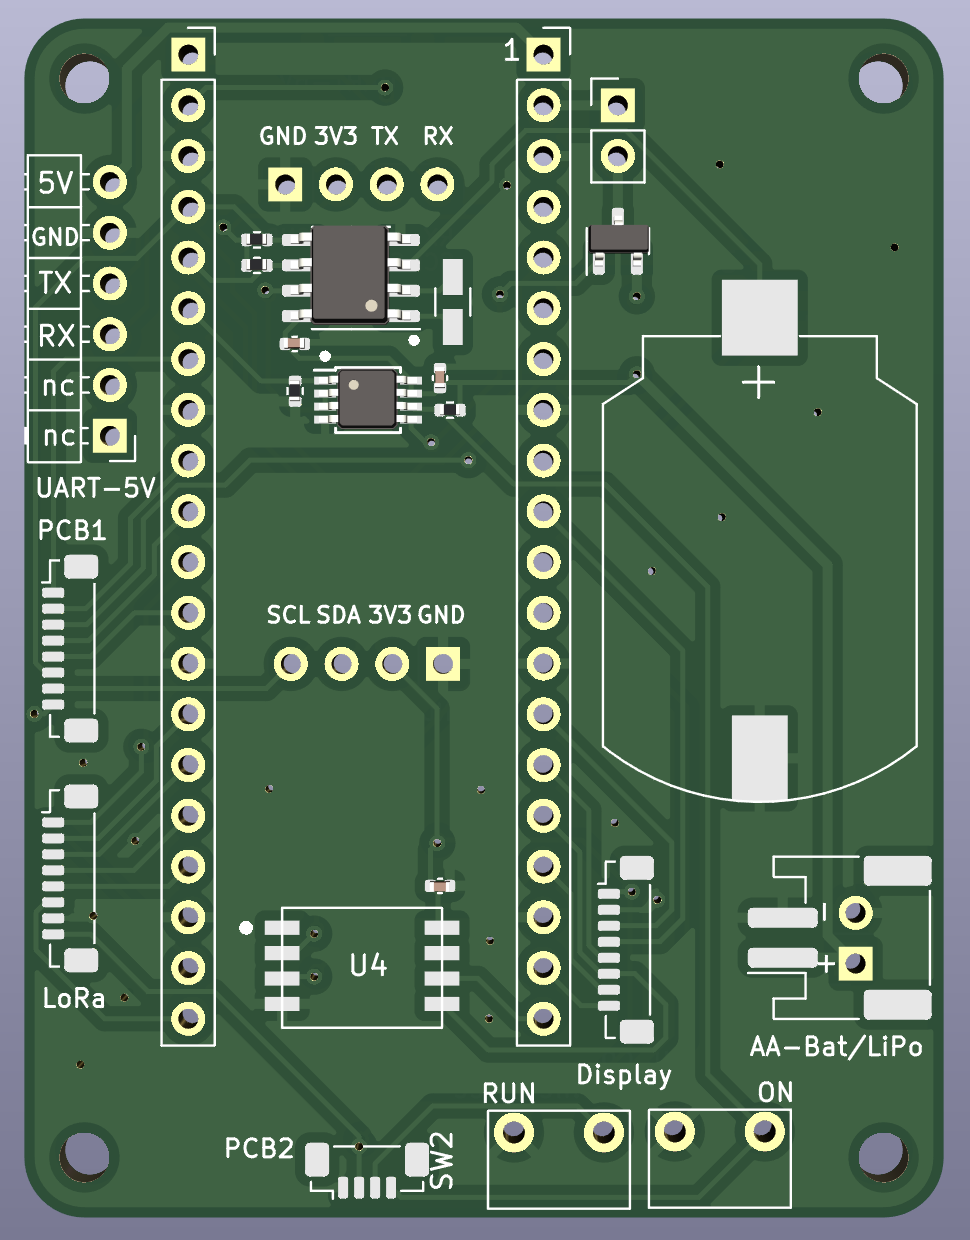 1
GND 3V3 TX RX
5V
GND
TX
RX
nc
nc
UART-5V
PCB1
+
SCL SDA 3V3 GND
U4
LoRa
-
+
AA-Bat/LiPo
Display
RUN
ON
PCB2
SW2